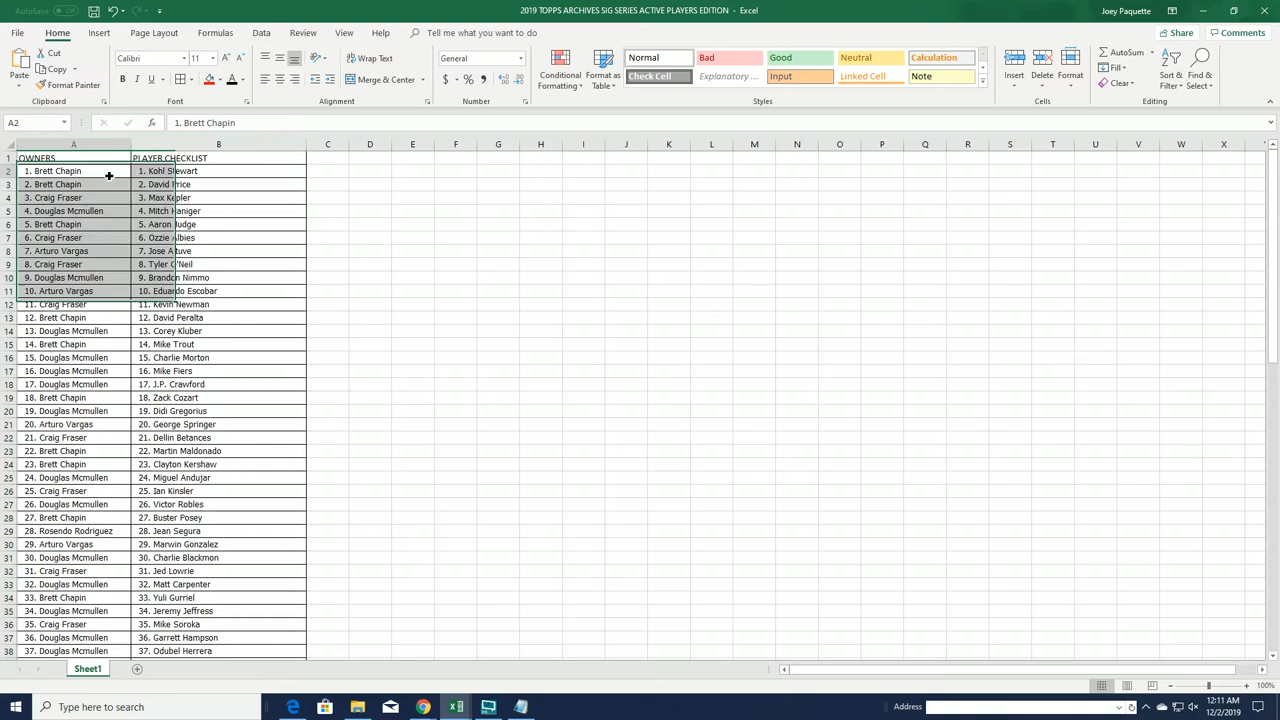 AutoSave Off
2019 TOPPS ARCHIVES SIG SERIES ACTIVE PLAYERS EDITION - Excel
Joey Paquette
File Home Insert Page Layout Formulas Data Review View Help Tell me what you want to do
Share Comments
Cut
Copy
Format Painter
Paste
Clipboard
Calibri 11
B I U
Font
Wrap Text
Merge & Center
Alignment
General
Number
Conditional Formatting
Format as Table
Normal Bad Good Neutral Calculation
Check Cell Explanatory ... Input Linked Cell Note
Styles
Insert Delete Format
Cells
AutoSum
Fill
Clear
Sort & Filter
Find & Select
Editing
A2
1. Brett Chapin
A B C D E F G H I J K L M N O P Q R S T U V W X
1 OWNERS PLAYER CHECKLIST
2 1. Brett Chapin 1. Kohl Stewart
3 2. Brett Chapin 2. David Price
4 3. Craig Fraser 3. Max Kepler
5 4. Douglas Mcmullen 4. Mitch Haniger
6 5. Brett Chapin 5. Aaron Judge
7 6. Craig Fraser 6. Ozzie Albies
8 7. Arturo Vargas 7. Jose Altuve
9 8. Craig Fraser 8. Tyler O'Neil
10 9. Douglas Mcmullen 9. Brandon Nimmo
11 10. Arturo Vargas 10. Eduardo Escobar
12 11. Craig Fraser 11. Kevin Newman
13 12. Brett Chapin 12. David Peralta
14 13. Douglas Mcmullen 13. Corey Kluber
15 14. Brett Chapin 14. Mike Trout
16 15. Douglas Mcmullen 15. Charlie Morton
17 16. Douglas Mcmullen 16. Mike Fiers
18 17. Douglas Mcmullen 17. J.P. Crawford
19 18. Brett Chapin 18. Zack Cozart
20 19. Douglas Mcmullen 19. Didi Gregorius
21 20. Arturo Vargas 20. George Springer
22 21. Craig Fraser 21. Dellin Betances
23 22. Brett Chapin 22. Martin Maldonado
24 23. Brett Chapin 23. Clayton Kershaw
25 24. Douglas Mcmullen 24. Miguel Andujar
26 25. Craig Fraser 25. Ian Kinsler
27 26. Douglas Mcmullen 26. Victor Robles
28 27. Brett Chapin 27. Buster Posey
29 28. Rosendo Rodriguez 28. Jean Segura
30 29. Arturo Vargas 29. Marwin Gonzalez
31 30. Douglas Mcmullen 30. Charlie Blackmon
32 31. Craig Fraser 31. Jed Lowrie
33 32. Douglas Mcmullen 32. Matt Carpenter
34 33. Brett Chapin 33. Yuli Gurriel
35 34. Douglas Mcmullen 34. Jeremy Jeffress
36 35. Craig Fraser 35. Mike Soroka
37 36. Douglas Mcmullen 36. Garrett Hampson
38 37. Douglas Mcmullen 37. Odubel Herrera
Sheet1
100%
Type here to search
Address
12:11 AM
12/2/2019